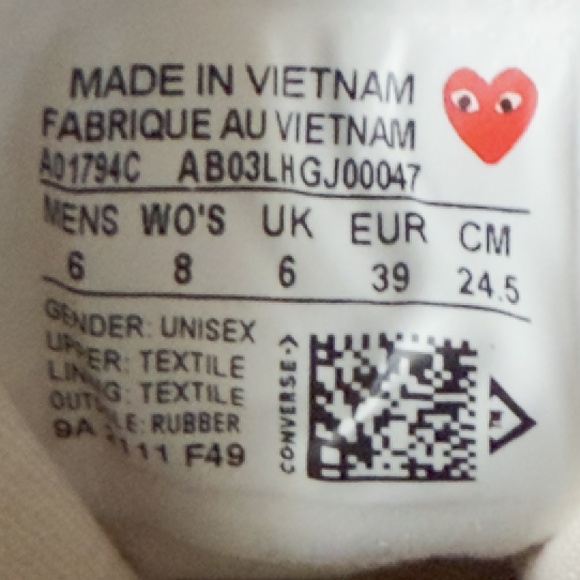 MADE IN VIETNAM
FABRIQUE AU VIETNAM
A01794C AB03LHGJ00047
MENS WO'S UK EUR CM
6 8 6 39 24.5
GENDER: UNISEX
UPPER: TEXTILE
LINING: TEXTILE
RUBBER
F49
CONVERSE